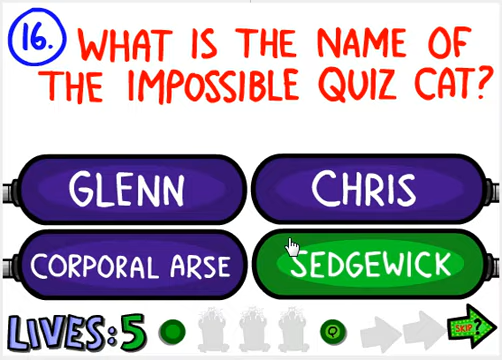 16. WHAT IS THE NAME OF
THE IMPOSSIBLE QUIZ CAT?
GLENN
CHRIS
CORPORAL ARSE
SEDGEWICK
LIVES: 5
SKIP?